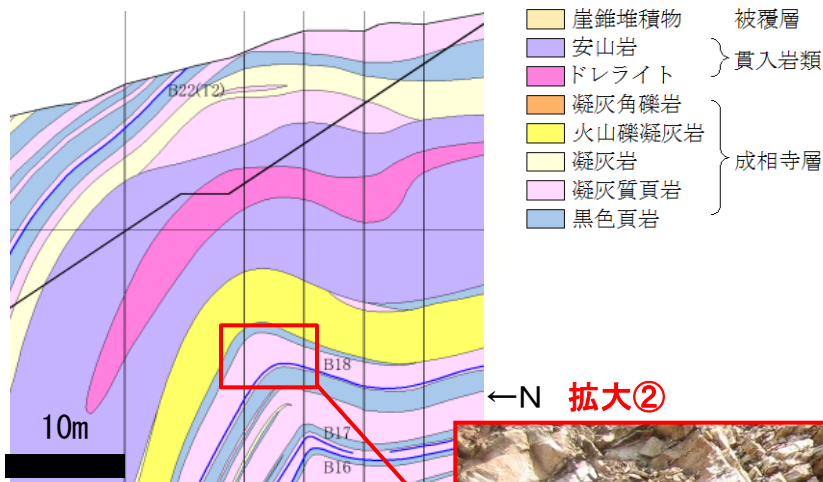 崖錐堆積物 被覆層
安山岩
ドレライト
貫入岩類
凝灰角礫岩
火山礫凝灰岩
凝灰岩
凝灰質頁岩
黒色頁岩
成相寺層
B22(T2)
B18
B17
B16
10m
←N 拡大②